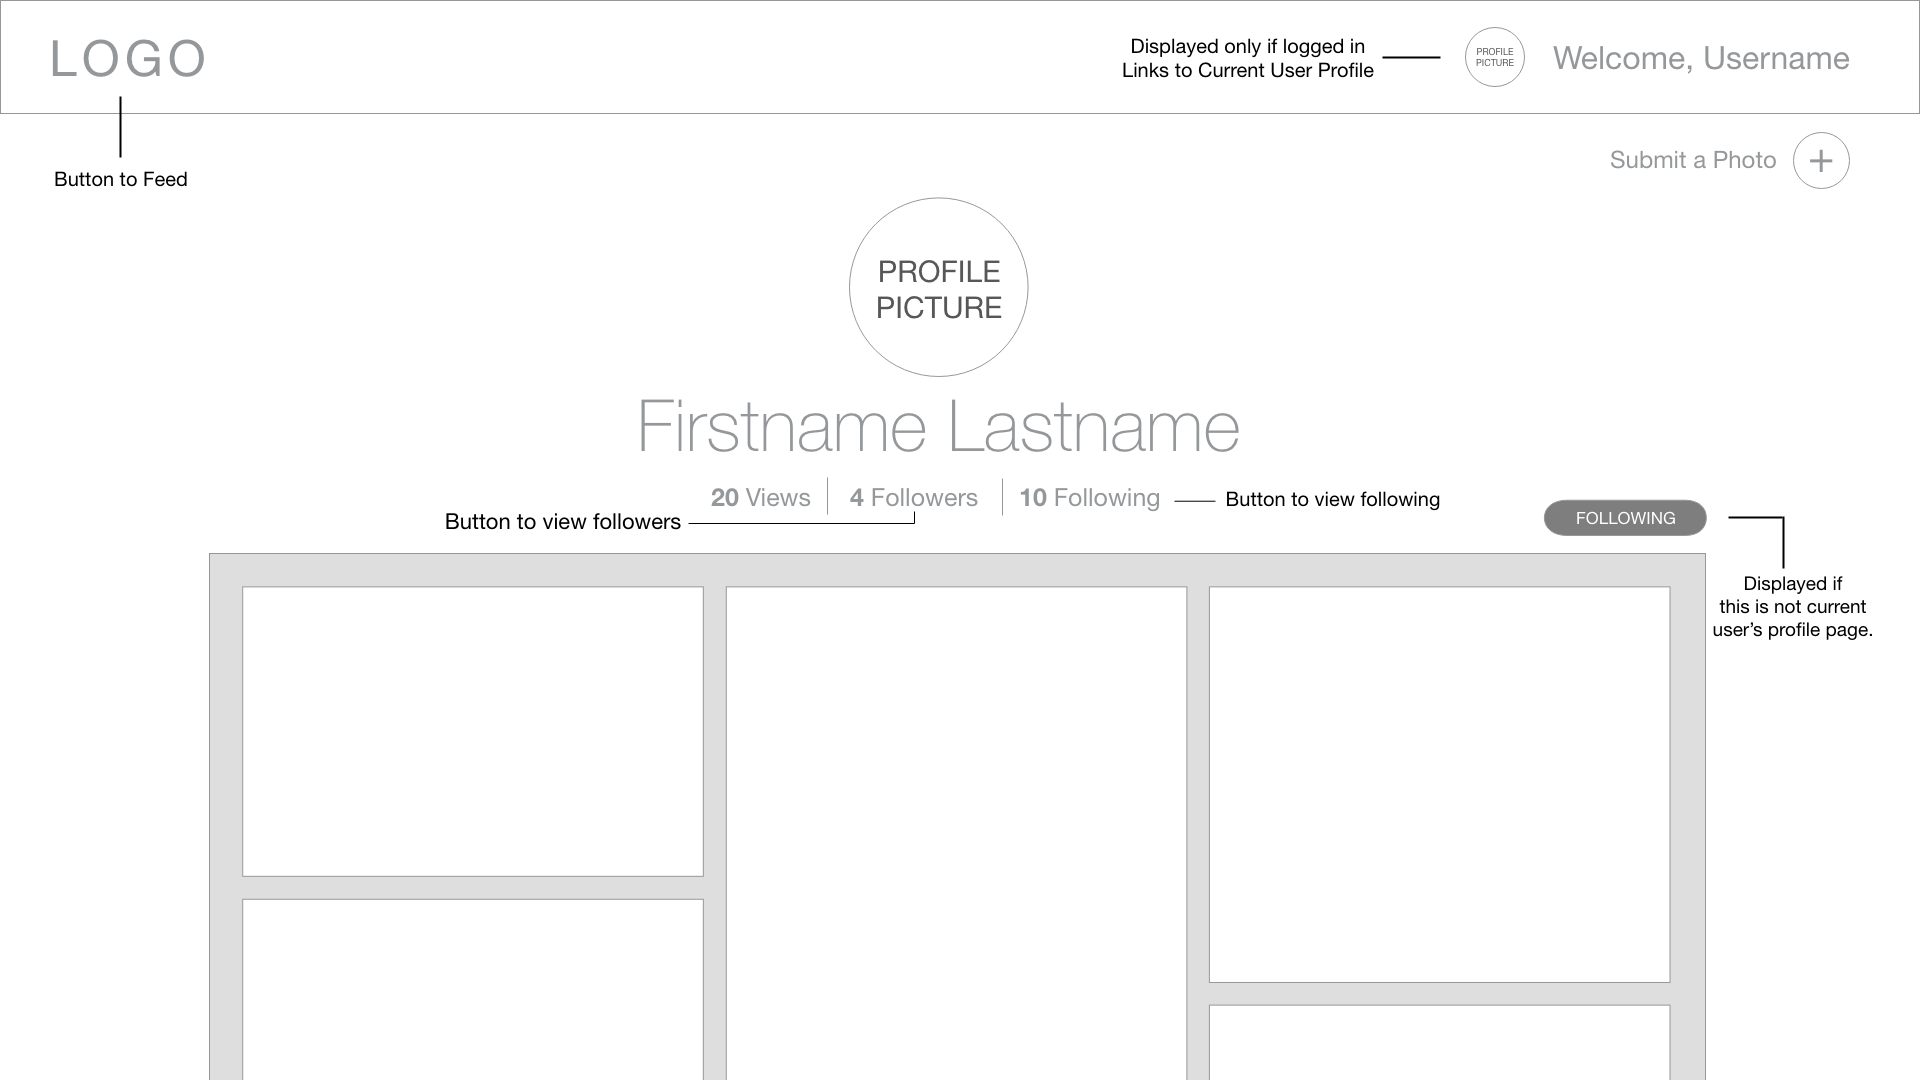 LOGO
Displayed only if logged in
Links to Current User Profile
PROFILE
PICTURE
Welcome, Username
Button to Feed
Submit a Photo
PROFILE
PICTURE
Firstname Lastname
20 Views
4 Followers
10 Following
Button to view following
Button to view followers
FOLLOWING
Displayed if
this is not current
user’s profile page.